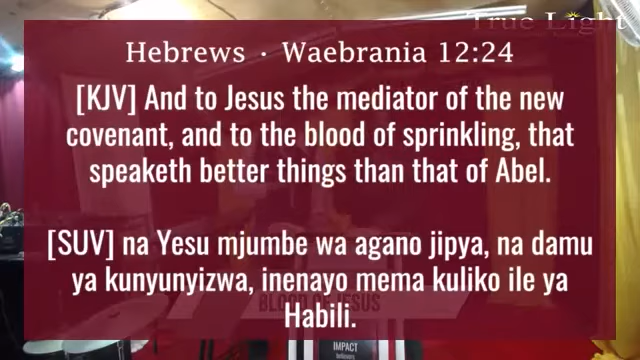 True Light
Hebrews · Waebrania 12:24
[KJV] And to Jesus the mediator of the new
covenant, and to the blood of sprinkling, that
speaketh better things than that of Abel.
[SUV] na Yesu mjumbe wa agano jipya, na damu
ya kunyunyizwa, inenayo mema kuliko ile ya
Habili.
BLOOD OF JESUS
IMPACT